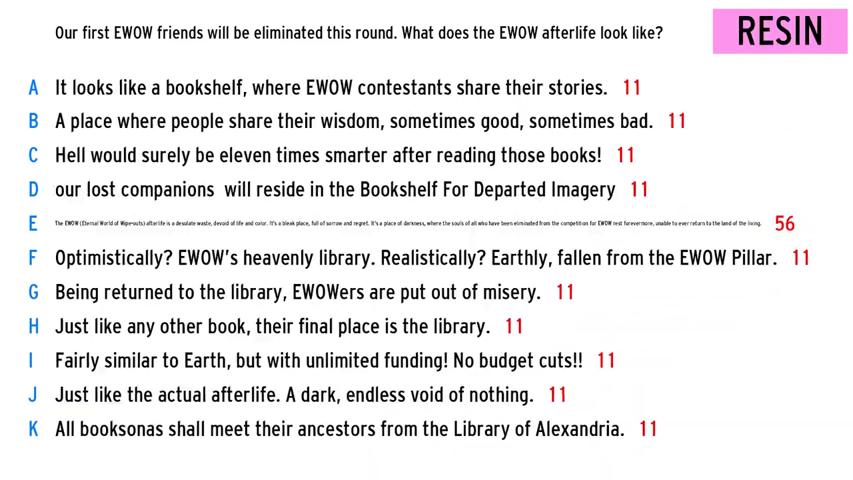 Our first EWOW friends will be eliminated this round. What does the EWOW afterlife look like?
RESIN
A It looks like a bookshelf, where EWOW contestants share their stories. 11
B A place where people share their wisdom, sometimes good, sometimes bad. 11
C Hell would surely be eleven times smarter after reading those books! 11
D our lost companions will reside in the Bookshelf For Departed Imagery 11
E The EWOW (Eternal World of Wipe-outs) afterlife is a desolate waste, devoid of life and color. It's a bleak place, full of sorrow and regret. It's a place of darkness, where the souls of all who have been eliminated from the competition for EWOW rest forevermore, unable to ever return to the land of the living. 56
F Optimistically? EWOW's heavenly library. Realistically? Earthly, fallen from the EWOW Pillar. 11
G Being returned to the library, EWOWers are put out of misery. 11
H Just like any other book, their final place is the library. 11
I Fairly similar to Earth, but with unlimited funding! No budget cuts!! 11
J Just like the actual afterlife. A dark, endless void of nothing. 11
K All booksonas shall meet their ancestors from the Library of Alexandria. 11